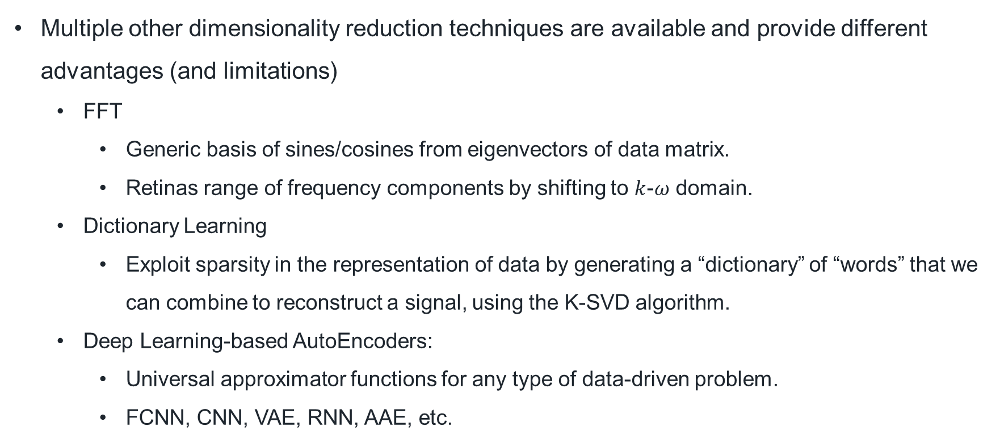 • Multiple other dimensionality reduction techniques are available and provide different
advantages (and limitations)
• FFT
• Generic basis of sines/cosines from eigenvectors of data matrix.
• Retinas range of frequency components by shifting to k-ω domain.
• Dictionary Learning
• Exploit sparsity in the representation of data by generating a “dictionary” of “words” that we
can combine to reconstruct a signal, using the K-SVD algorithm.
• Deep Learning-based AutoEncoders:
• Universal approximator functions for any type of data-driven problem.
• FCNN, CNN, VAE, RNN, AAE, etc.